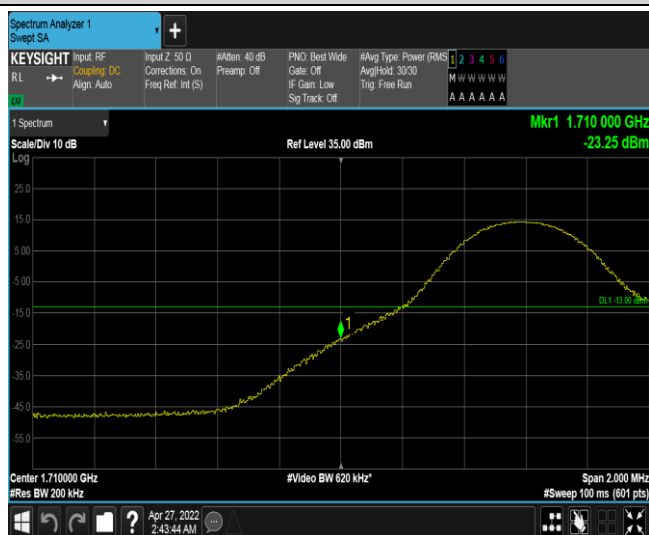 Spectrum Analyzer 1
Swept SA
+
KEYSIGHT
RL
Input: RF
Coupling: DC
Align: Auto
Input Z: 50 Ω
Corrections: On
Freq Ref: Int (S)
#Atten: 40 dB
Preamp: Off
PNO: Best Wide
Gate: Off
IF Gain: Low
Sig Track: Off
#Avg Type: Power (RMS
Avg|Hold: 30/30
Trig: Free Run
1 2 3 4 5 6
M W W W W W
A A A A A A
1 Spectrum
Mkr1 1.710 000 GHz
Scale/Div 10 dB
Ref Level 35.00 dBm
-23.25 dBm
Log
25.0
15.0
5.00
-5.00
DL1 -13.00 dBm
-15.0
1
-25.0
-35.0
-45.0
-55.0
Center 1.710000 GHz
#Video BW 620 kHz*
Span 2.000 MHz
#Res BW 200 kHz
#Sweep 100 ms (601 pts)
?
Apr 27, 2022
2:43:44 AM